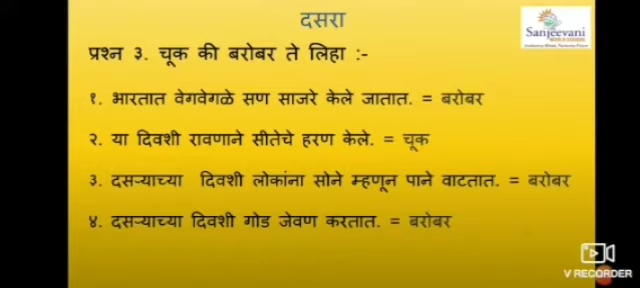 दसरा
Sanjeevani
प्रश्न ३. चूक की बरोबर ते लिहा :-
१. भारतात वेगवेगळे सण साजरे केले जातात. = बरोबर
२. या दिवशी रावणाने सीतेचे हरण केले. = चूक
३. दसऱ्याच्या दिवशी लोकांना सोने म्हणून पाने वाटतात. = बरोबर
४. दसऱ्याच्या दिवशी गोड जेवण करतात. = बरोबर
V RECORDER